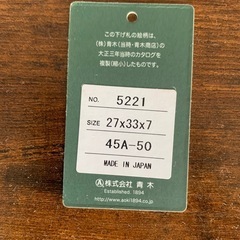 この下げ札の絵柄は、
(株)青木(当時・青木商店)の
大正三年当時のカタログを
複製(縮小)したものです。
NO. 5221
SIZE 27x33x7
45A-50
MADE IN JAPAN
株式会社 青木
Established 1894
http://www.aoki1894.co.jp